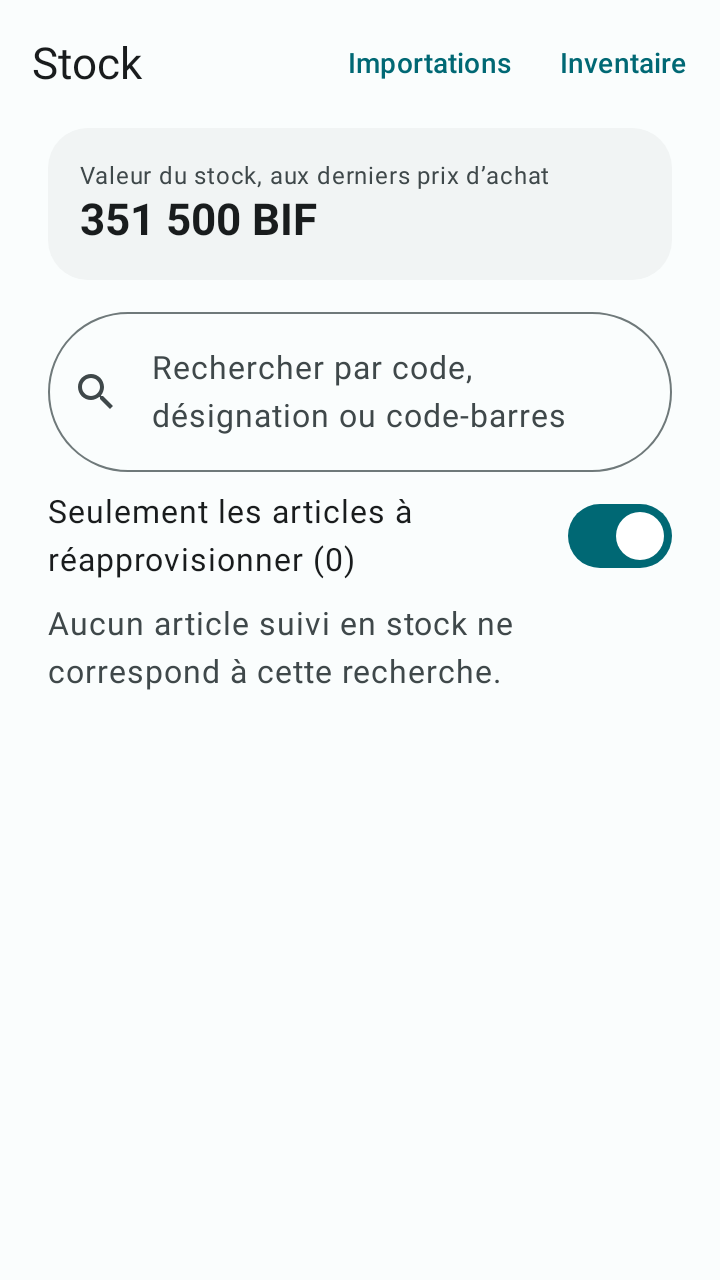 Stock
Importations
Inventaire
Valeur du stock, aux derniers prix d’achat
351 500 BIF
Rechercher par code,
désignation ou code-barres
Seulement les articles à
réapprovisionner (0)
Aucun article suivi en stock ne
correspond à cette recherche.